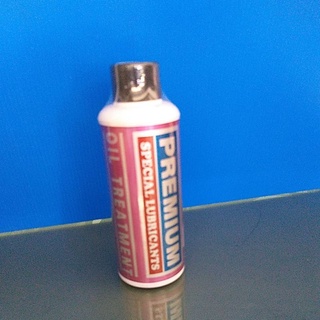 PREMIUM
SPECIAL LUBRICANTS
OIL TREATMENT